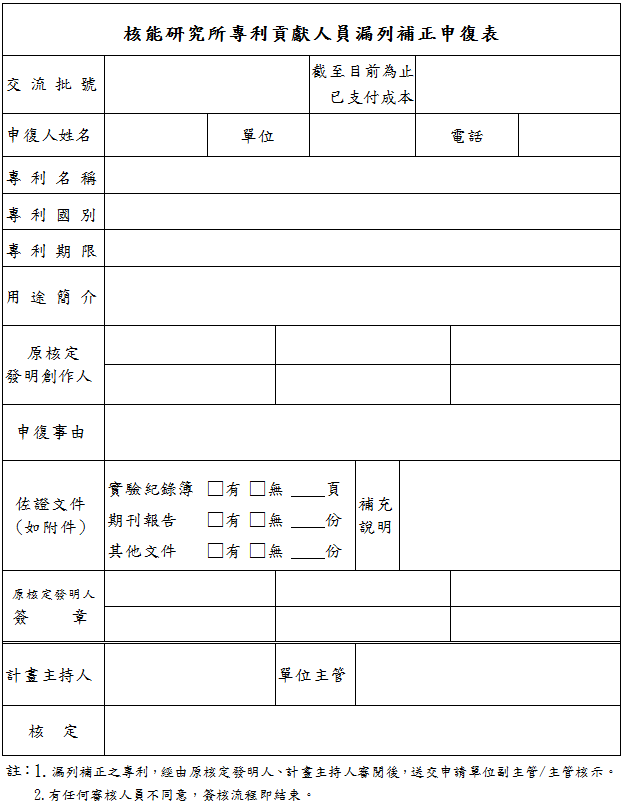 核能研究所專利貢獻人員漏列補正申復表
交流批號 截至目前為止
已支付成本
申復人姓名 單位 電話
專利名稱
專利國別
專利期限
用途簡介
原核定
發明創作人
申復事由
佐證文件
(如附件)
實驗紀錄簿 □有 □無 ____頁
期刊報告 □有 □無 ____份
其他文件 □有 □無 ____份
補充
說明
原核定發明人
簽章
計畫主持人 單位主管
核定
註：1.漏列補正之專利，經由原核定發明人、計畫主持人審閱後，送交申請單位副主管/主管核示。
2.有任何審核人員不同意，簽核流程即結束。